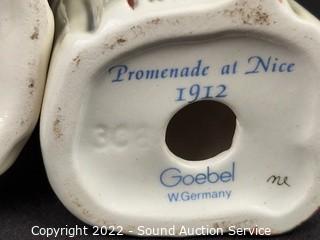 Promenade at Nice
1912
Goebel
W.Germany
Copyright 2022 - Sound Auction Service